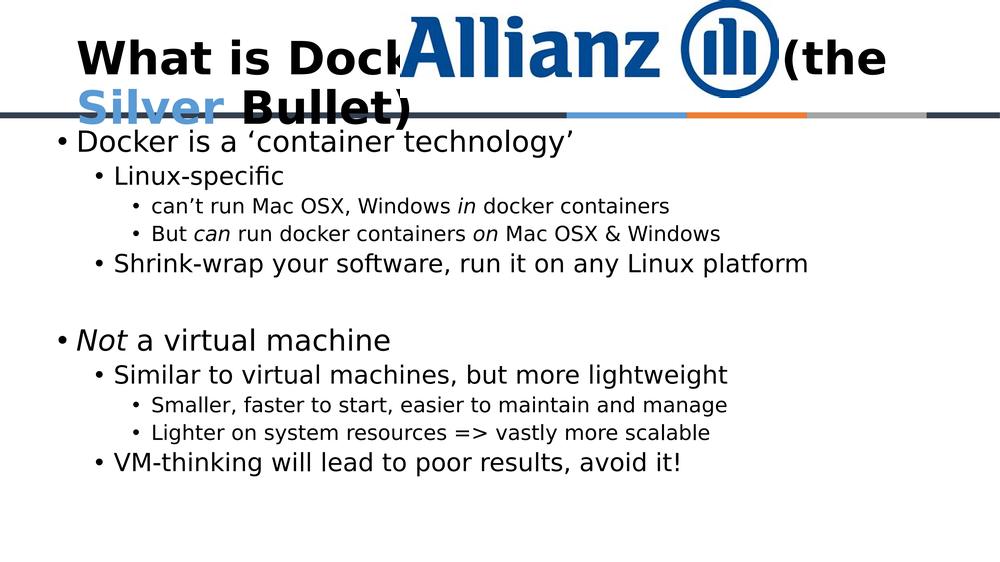 What is Dock Allianz (the
Silver Bullet)
• Docker is a ‘container technology’
• Linux-specific
• can’t run Mac OSX, Windows in docker containers
• But can run docker containers on Mac OSX & Windows
• Shrink-wrap your software, run it on any Linux platform
• Not a virtual machine
• Similar to virtual machines, but more lightweight
• Smaller, faster to start, easier to maintain and manage
• Lighter on system resources => vastly more scalable
• VM-thinking will lead to poor results, avoid it!